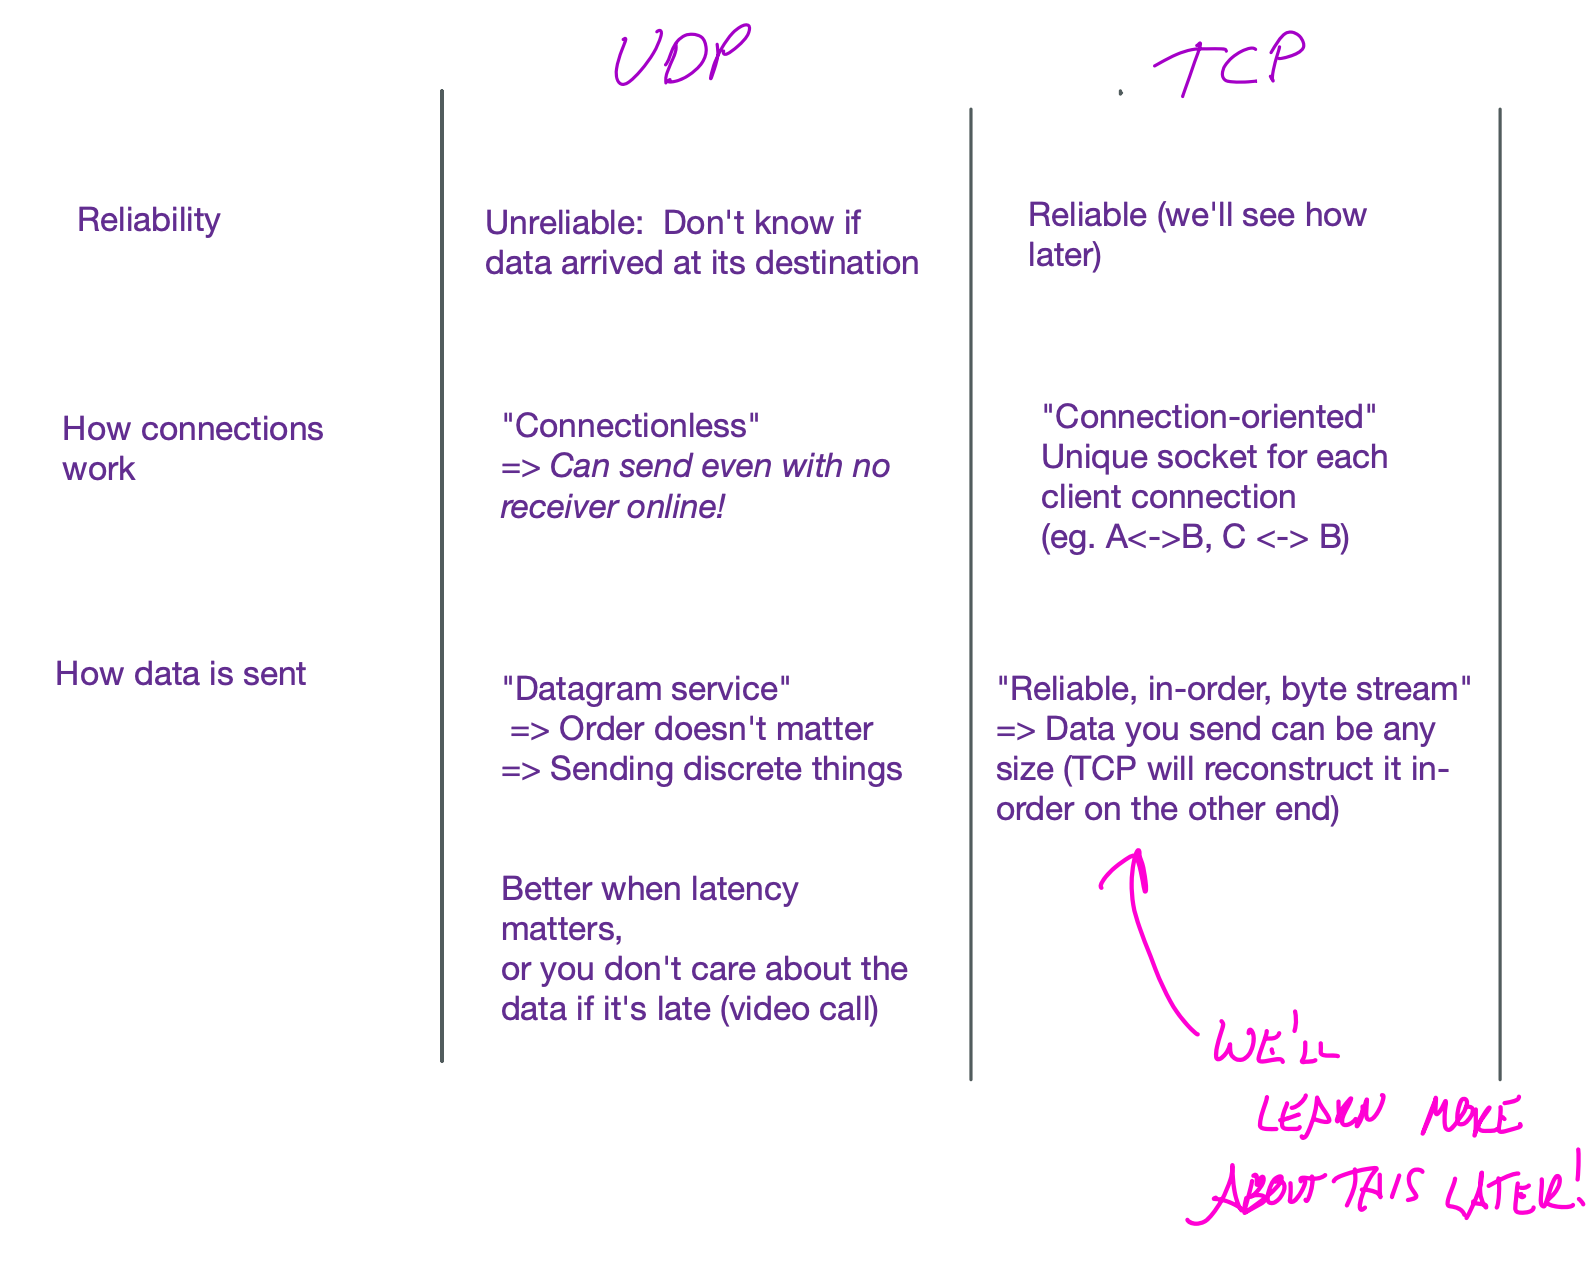 UDP
TCP
Reliability
Unreliable:  Don't know if
data arrived at its destination
Reliable (we'll see how
later)
How connections
work
"Connectionless"
=> Can send even with no
receiver online!
"Connection-oriented"
Unique socket for each
client connection
(eg. A<->B, C <-> B)
How data is sent
"Datagram service"
=> Order doesn't matter
=> Sending discrete things
Better when latency
matters,
or you don't care about the
data if it's late (video call)
"Reliable, in-order, byte stream"
=> Data you send can be any
size (TCP will reconstruct it in-
order on the other end)
WE'LL
LEARN MORE
ABOUT THIS LATER!